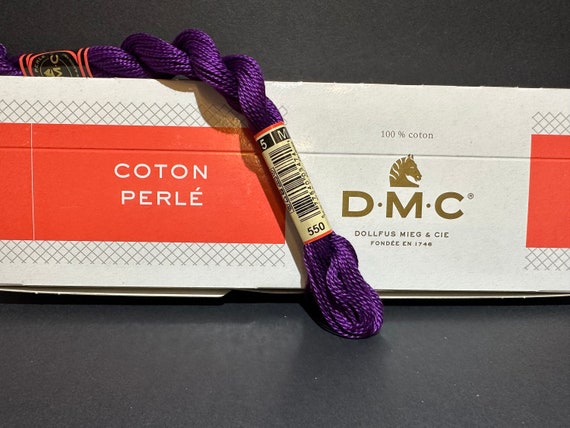 D·M·C
COTON
PERLÉ
5 M
550
100 % coton
D·M·C®
DOLLFUS MIEG & CIE
FONDÉE EN 1746